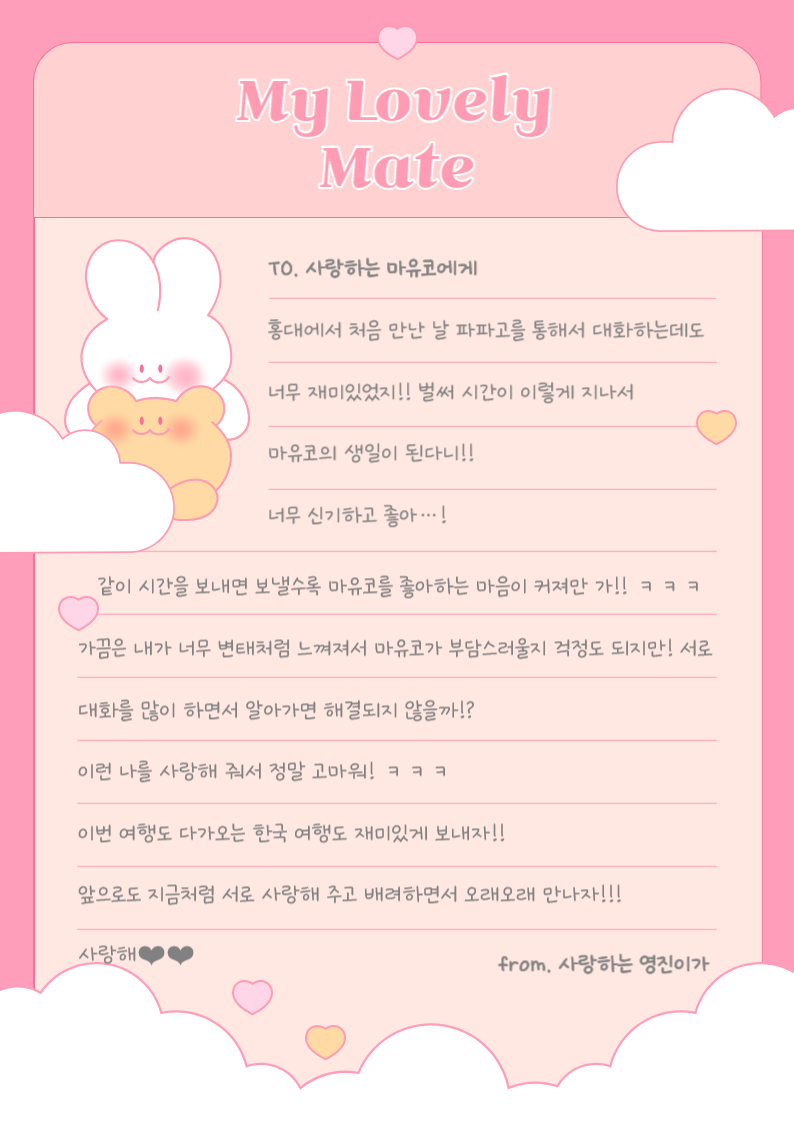 My Lovely
Mate
TO. 사랑하는 마유코에게
홍대에서 처음 만난 날 파파고를 통해서 대화하는데도
너무 재미있었지!! 벌써 시간이 이렇게 지나서
마유코의 생일이 된다니!!
너무 신기하고 좋아…!
같이 시간을 보내면 보낼수록 마유코를 좋아하는 마음이 커져만 가!! ㅋ ㅋ ㅋ
가끔은 내가 너무 변태처럼 느껴져서 마유코가 부담스러울지 걱정도 되지만! 서로
대화를 많이 하면서 알아가면 해결되지 않을까!?
이런 나를 사랑해 줘서 정말 고마워! ㅋ ㅋ ㅋ
이번 여행도 다가오는 한국 여행도 재미있게 보내자!!
앞으로도 지금처럼 서로 사랑해 주고 배려하면서 오래오래 만나자!!!
사랑해❤❤
from. 사랑하는 영진이가